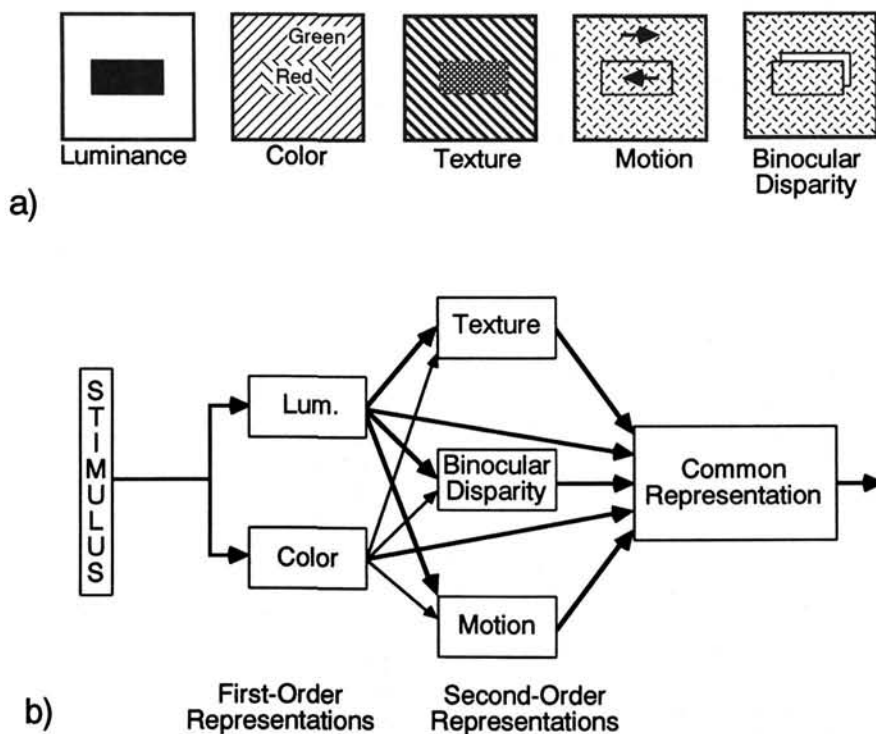 Green
Red
Luminance
Color
Texture
Motion
Binocular
Disparity
a)
STIMULUS
Lum.
Color
Texture
Binocular
Disparity
Motion
Common
Representation
First-Order
Representations
Second-Order
Representations
b)